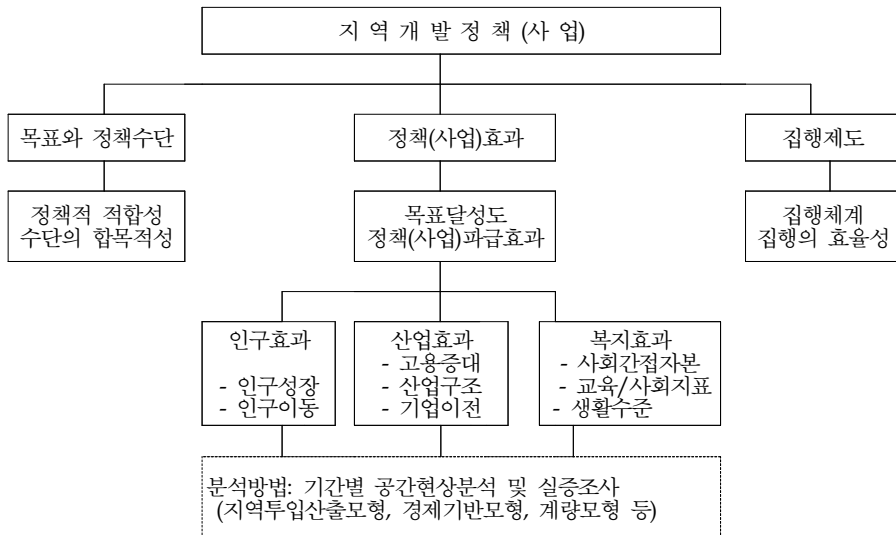 지 역 개 발 정 책 (사 업)
목표와 정책수단
정책(사업)효과
집행제도
정책적 적합성
수단의 합목적성
목표달성도
정책(사업)파급효과
집행체계
집행의 효율성
인구효과
- 인구성장
- 인구이동
산업효과
- 고용증대
- 산업구조
- 기업이전
복지효과
- 사회간접자본
- 교육/사회지표
- 생활수준
분석방법: 기간별 공간현상분석 및 실증조사
(지역투입산출모형, 경제기반모형, 계량모형 등)